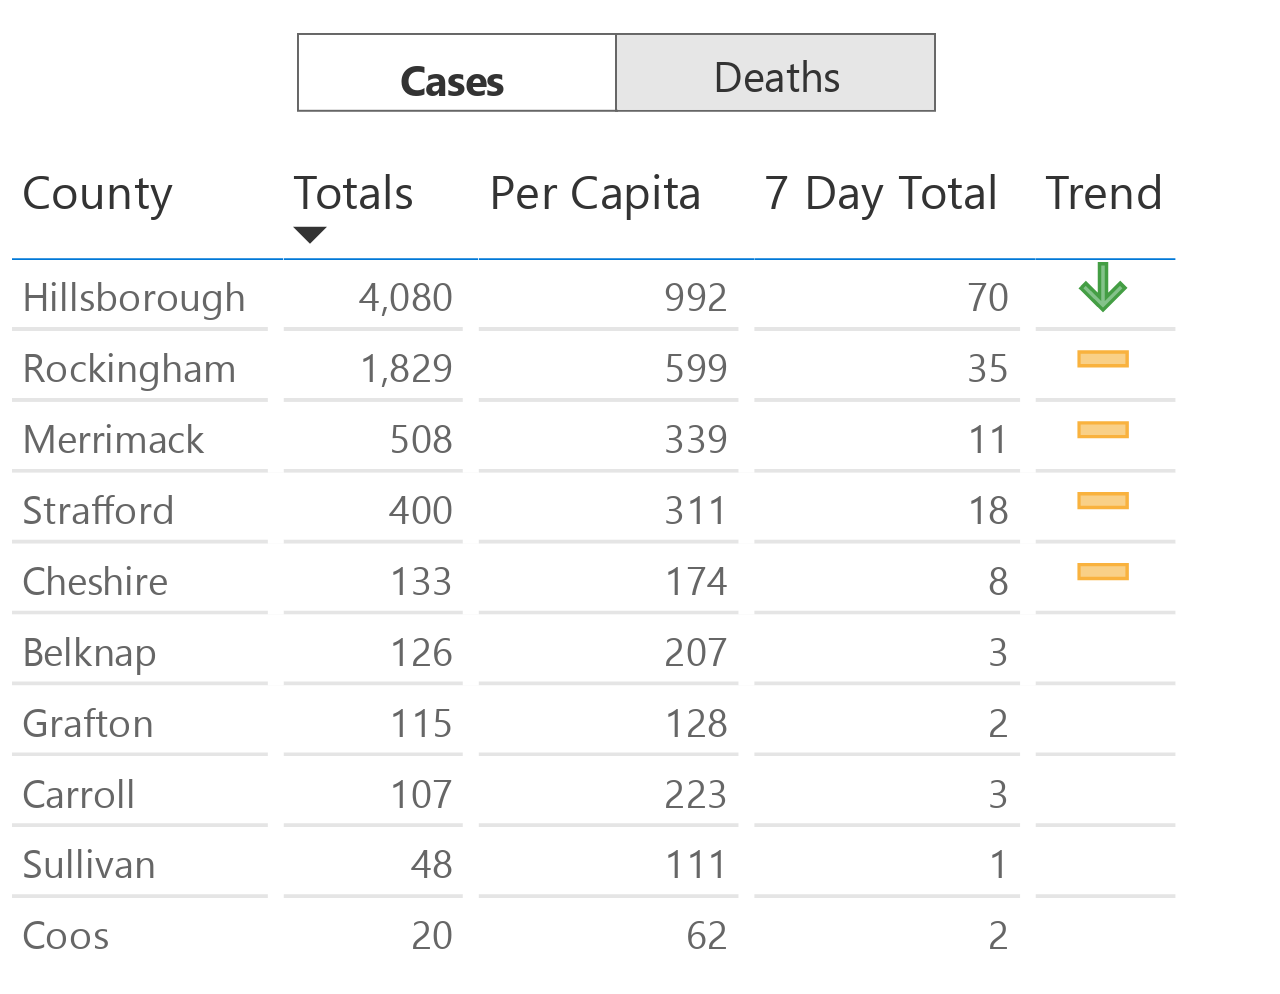 Cases Deaths
County Totals Per Capita 7 Day Total Trend
Hillsborough 4,080 992 70
Rockingham 1,829 599 35
Merrimack 508 339 11
Strafford 400 311 18
Cheshire 133 174 8
Belknap 126 207 3
Grafton 115 128 2
Carroll 107 223 3
Sullivan 48 111 1
Coos 20 62 2